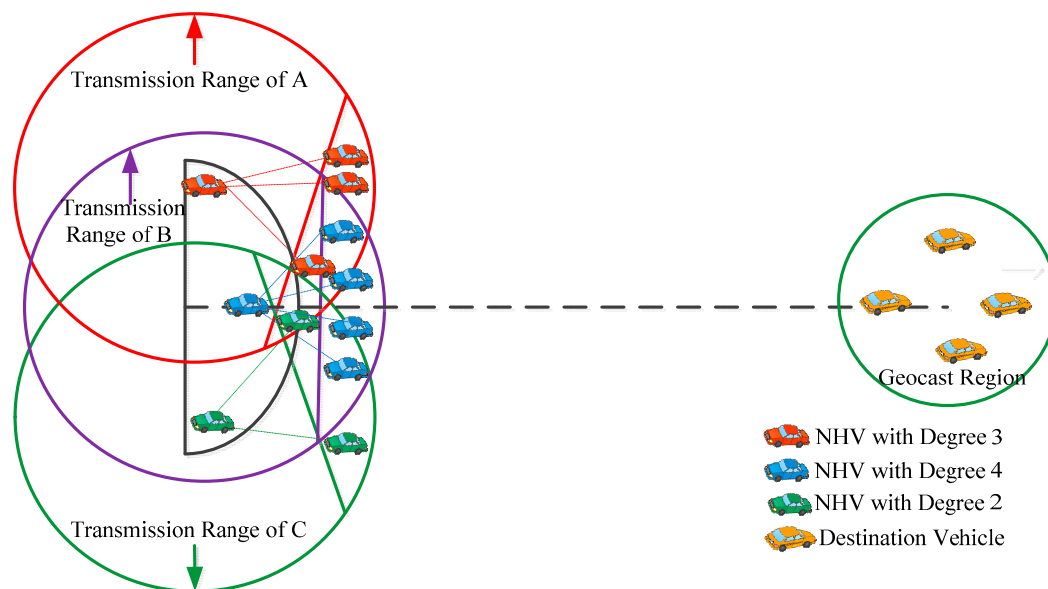 Transmission Range of A
Transmission
Range of B
Geocast Region
NHV with Degree 3
NHV with Degree 4
NHV with Degree 2
Transmission Range of C
Destination Vehicle